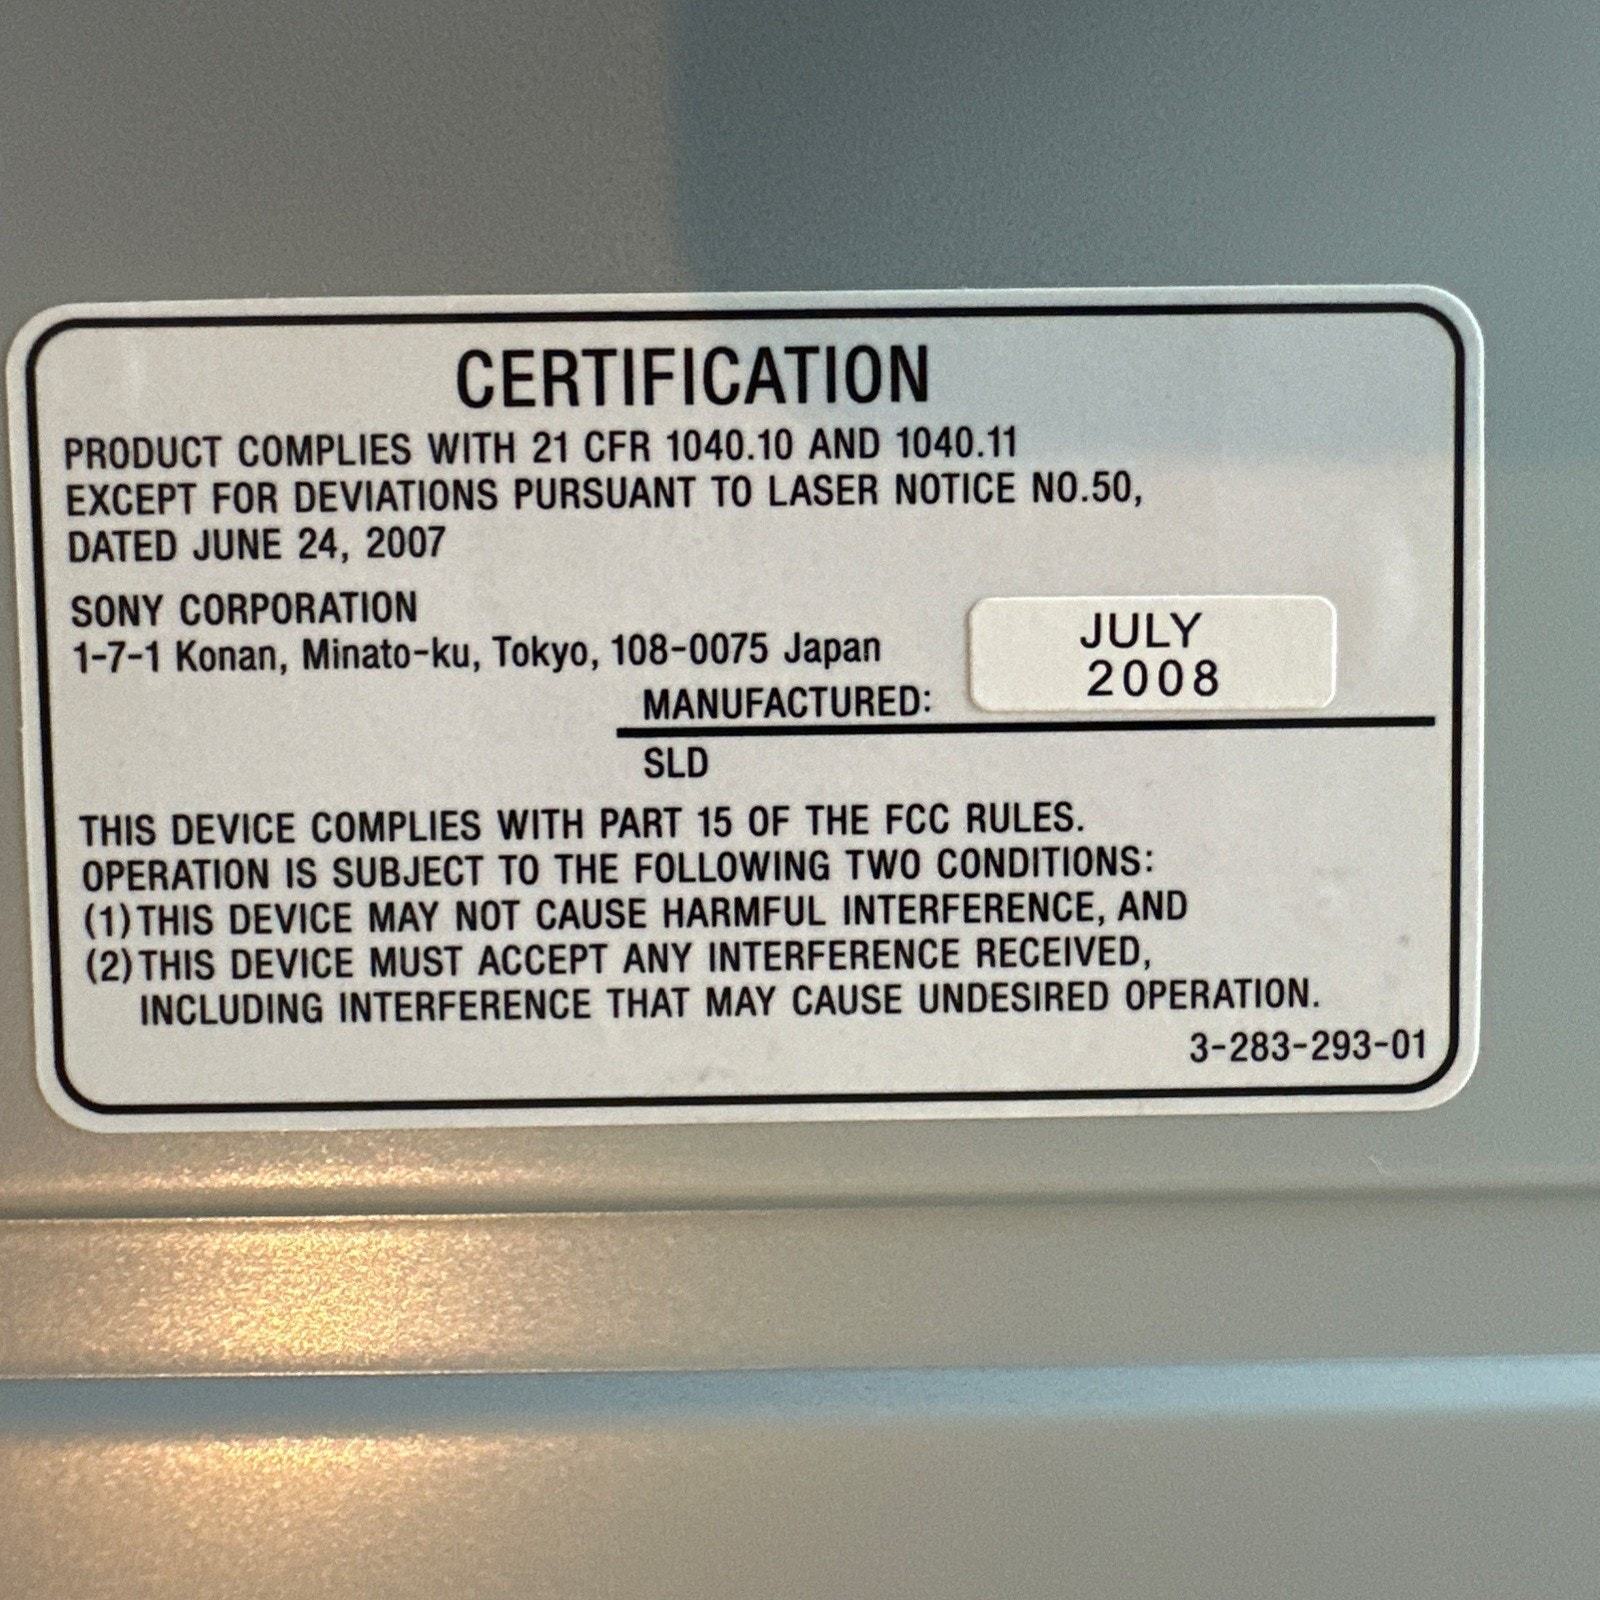 CERTIFICATION
PRODUCT COMPLIES WITH 21 CFR 1040.10 AND 1040.11
EXCEPT FOR DEVIATIONS PURSUANT TO LASER NOTICE NO.50,
DATED JUNE 24, 2007
SONY CORPORATION
1-7-1 Konan, Minato-ku, Tokyo, 108-0075 Japan
MANUFACTURED: JULY
2008
SLD
THIS DEVICE COMPLIES WITH PART 15 OF THE FCC RULES.
OPERATION IS SUBJECT TO THE FOLLOWING TWO CONDITIONS:
(1) THIS DEVICE MAY NOT CAUSE HARMFUL INTERFERENCE, AND
(2) THIS DEVICE MUST ACCEPT ANY INTERFERENCE RECEIVED,
INCLUDING INTERFERENCE THAT MAY CAUSE UNDESIRED OPERATION.
3-283-293-01